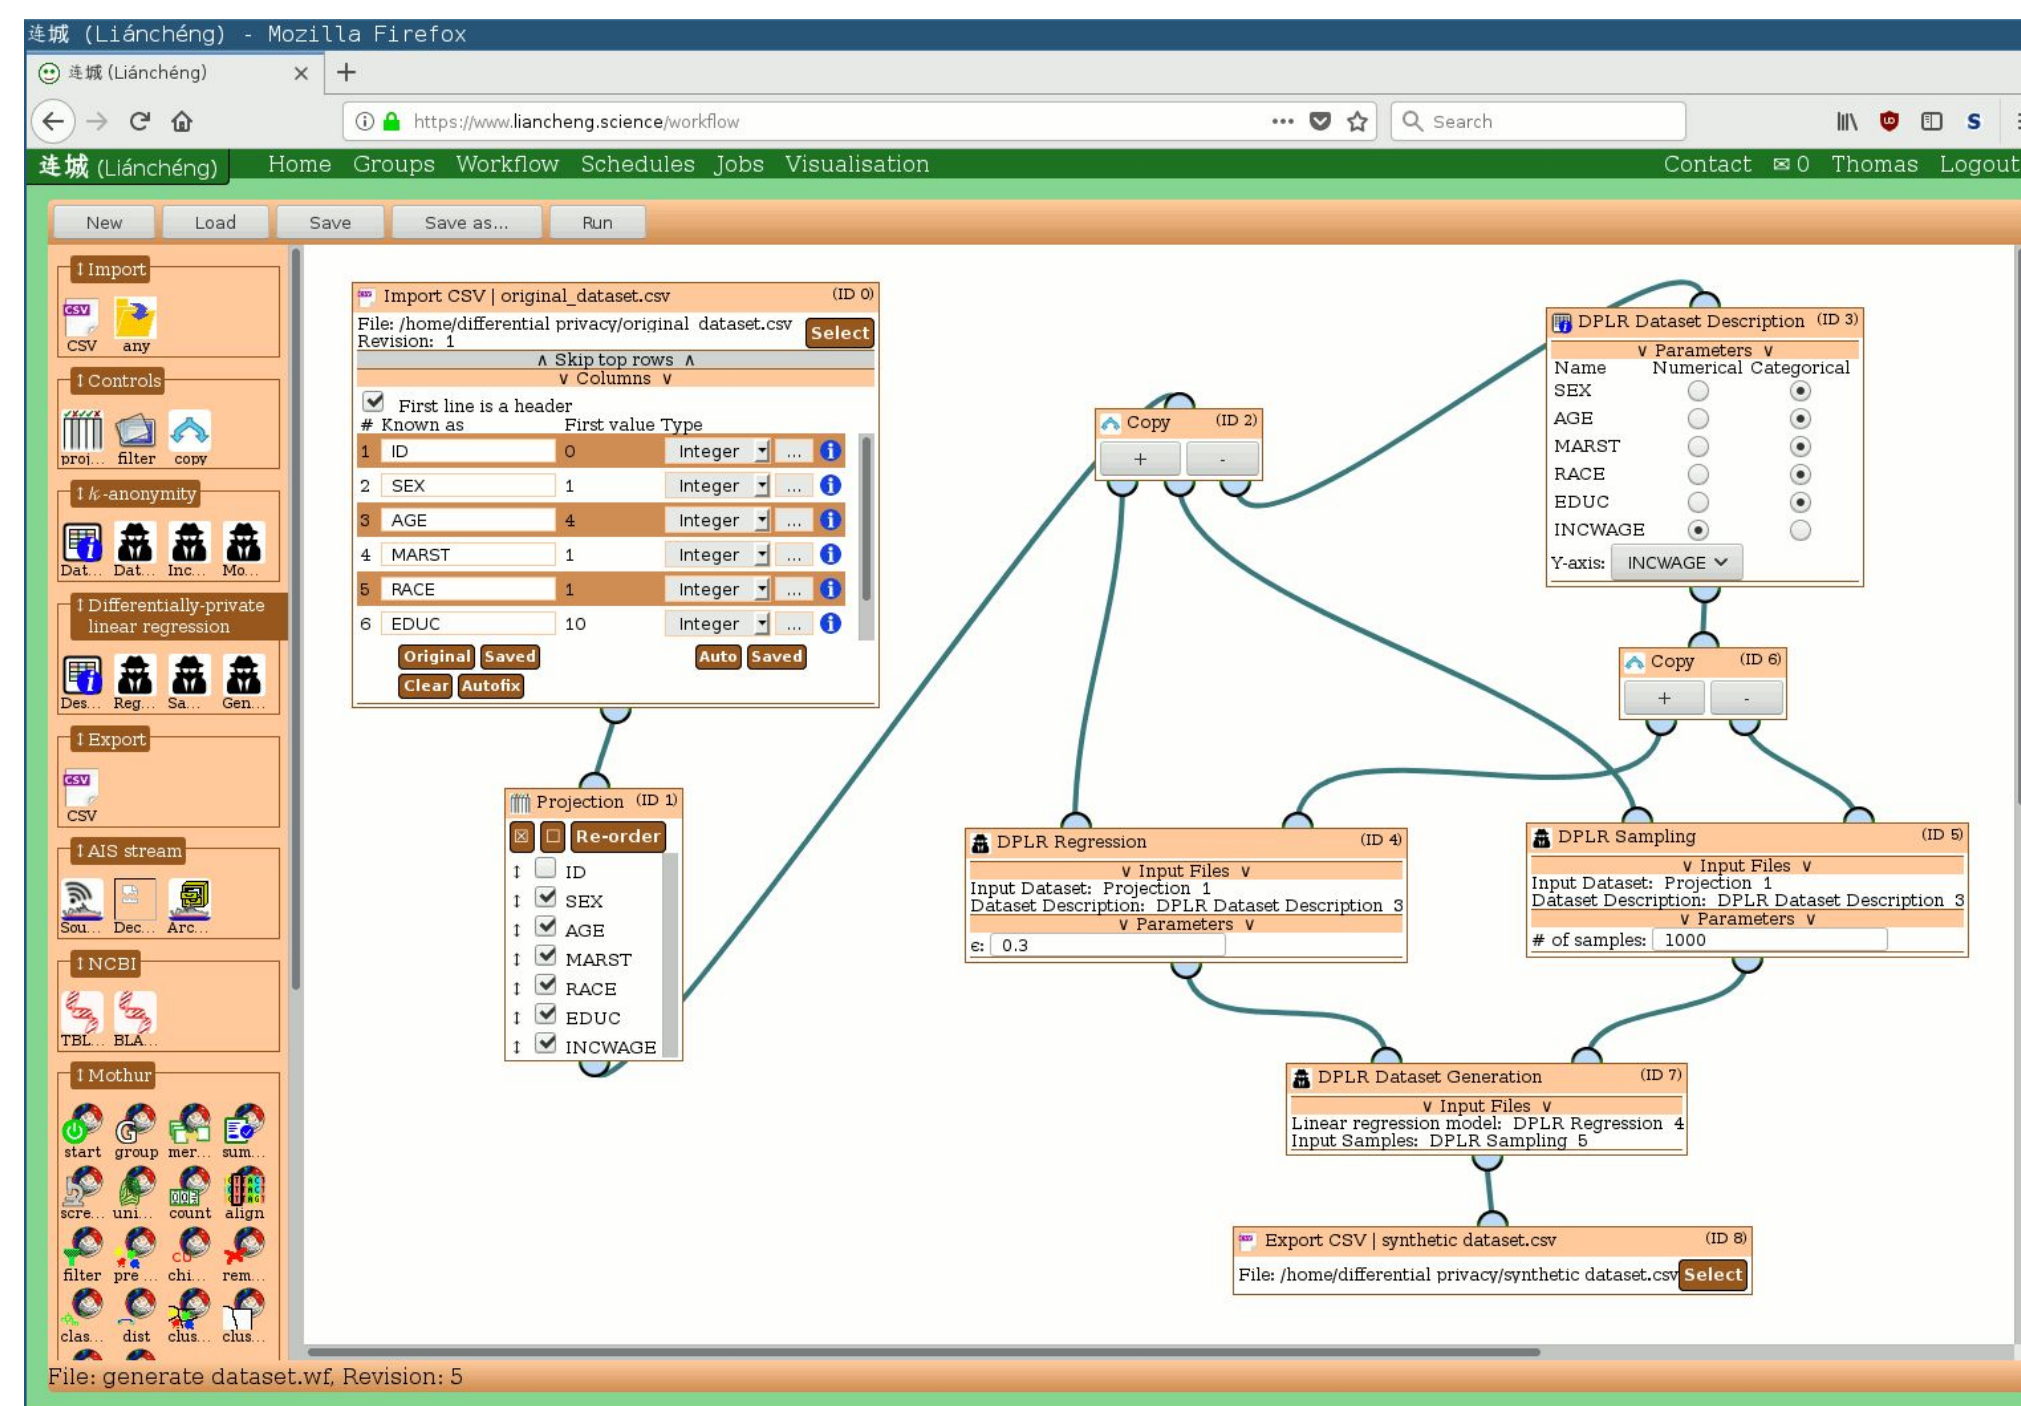 连城 (Liánchéng) - Mozilla Firefox
连城 (Liánchéng)
https://www.liancheng.science/workflow
Search
连城 (Liánchéng) Home Groups Workflow Schedules Jobs Visualisation Contact 0 Thomas Logout
New Load Save Save as... Run
Import
CSV any
Controls
proj... filter copy
k-anonymity
Dat... Dat... Inc... Mo...
Differentially-private
linear regression
Des... Reg... Sa... Gen...
Export
CSV
AIS stream
Sou... Dec... Arc...
NCBI
TBL... BLA...
Mothur
start group mer... sum...
scre... uni... count align
filter pre ... chi... rem...
clas... dist clus... clus...
Import CSV | original_dataset.csv (ID 0)
File: /home/differential privacy/original_dataset.csv Select
Revision: 1
∧ Skip top rows ∧
∨ Columns ∨
First line is a header
# Known as First value Type
1 ID 0 Integer ...
2 SEX 1 Integer ...
3 AGE 4 Integer ...
4 MARST 1 Integer ...
5 RACE 1 Integer ...
6 EDUC 10 Integer ...
Original Saved Auto Saved
Clear Autofix
Projection (ID 1)
Re-order
ID
SEX
AGE
MARST
RACE
EDUC
INCWAGE
Copy (ID 2)
+ -
DPLR Dataset Description (ID 3)
∨ Parameters ∨
Name Numerical Categorical
SEX
AGE
MARST
RACE
EDUC
INCWAGE
Y-axis: INCWAGE
Copy (ID 6)
+ -
DPLR Regression (ID 4)
∨ Input Files ∨
Input Dataset: Projection 1
Dataset Description: DPLR Dataset Description 3
∨ Parameters ∨
ϵ: 0.3
DPLR Sampling (ID 5)
∨ Input Files ∨
Input Dataset: Projection 1
Dataset Description: DPLR Dataset Description 3
∨ Parameters ∨
# of samples: 1000
DPLR Dataset Generation (ID 7)
∨ Input Files ∨
Linear regression model: DPLR Regression 4
Input Samples: DPLR Sampling 5
Export CSV | synthetic dataset.csv (ID 8)
File: /home/differential privacy/synthetic dataset.csv Select
File: generate dataset.wf, Revision: 5